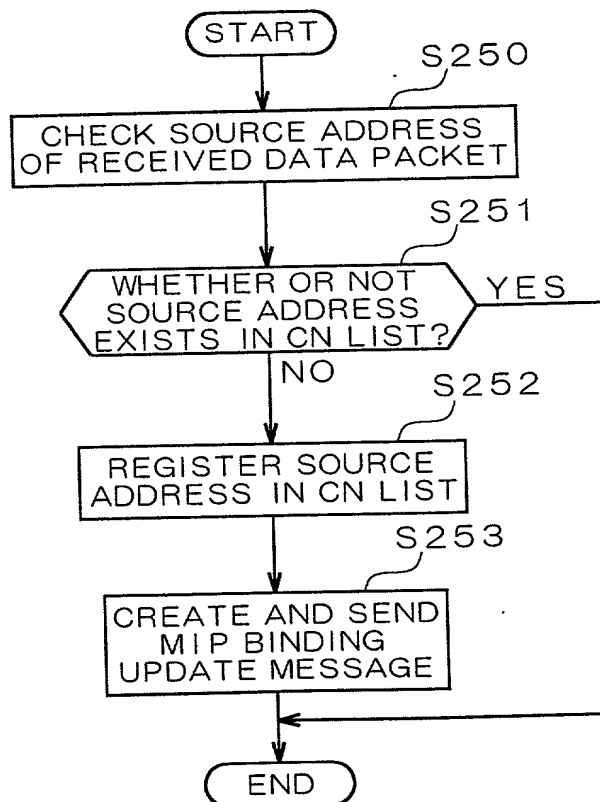 START
S250
CHECK SOURCE ADDRESS
OF RECEIVED DATA PACKET
S251
WHETHER OR NOT
SOURCE ADDRESS
EXISTS IN CN LIST?
YES
NO
S252
REGISTER SOURCE
ADDRESS IN CN LIST
S253
CREATE AND SEND
MIP BINDING
UPDATE MESSAGE
END